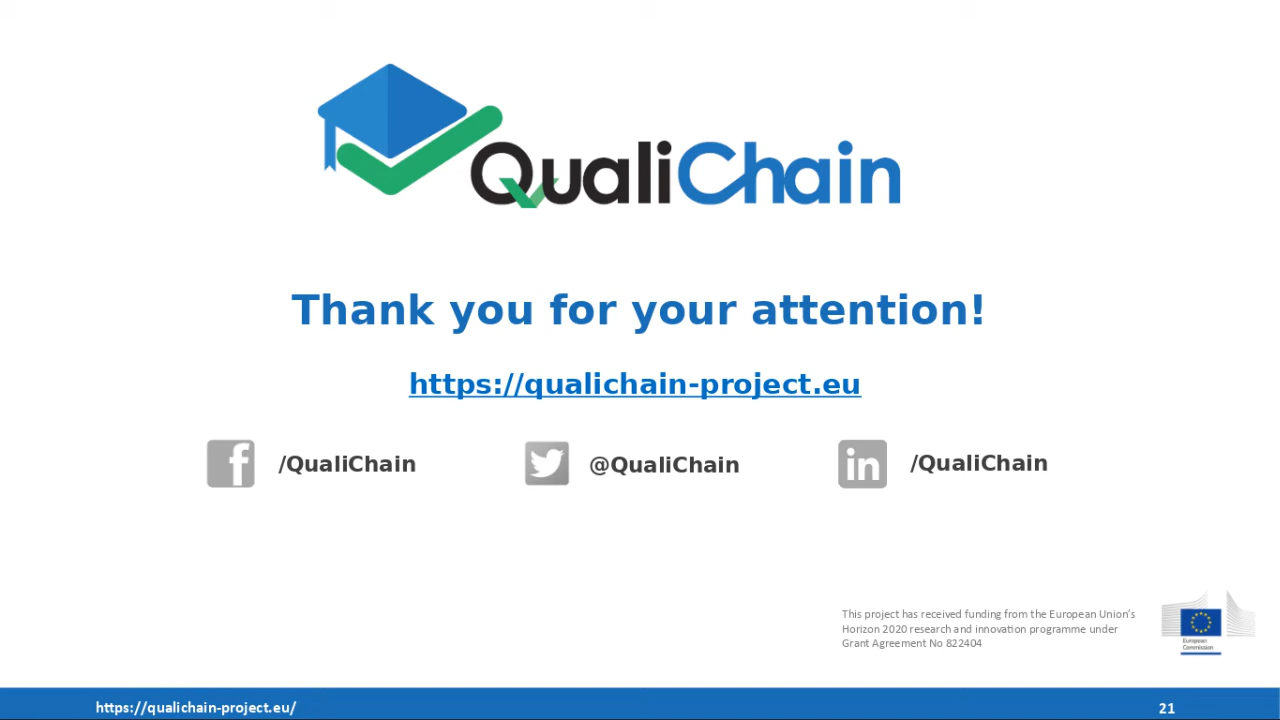 QualiChain
Thank you for your attention!
https://qualichain-project.eu
/QualiChain
@QualiChain
/QualiChain
This project has received funding from the European Union's
Horizon 2020 research and innovation programme under
Grant Agreement No 822404
European
Commission
https://qualichain-project.eu/
21